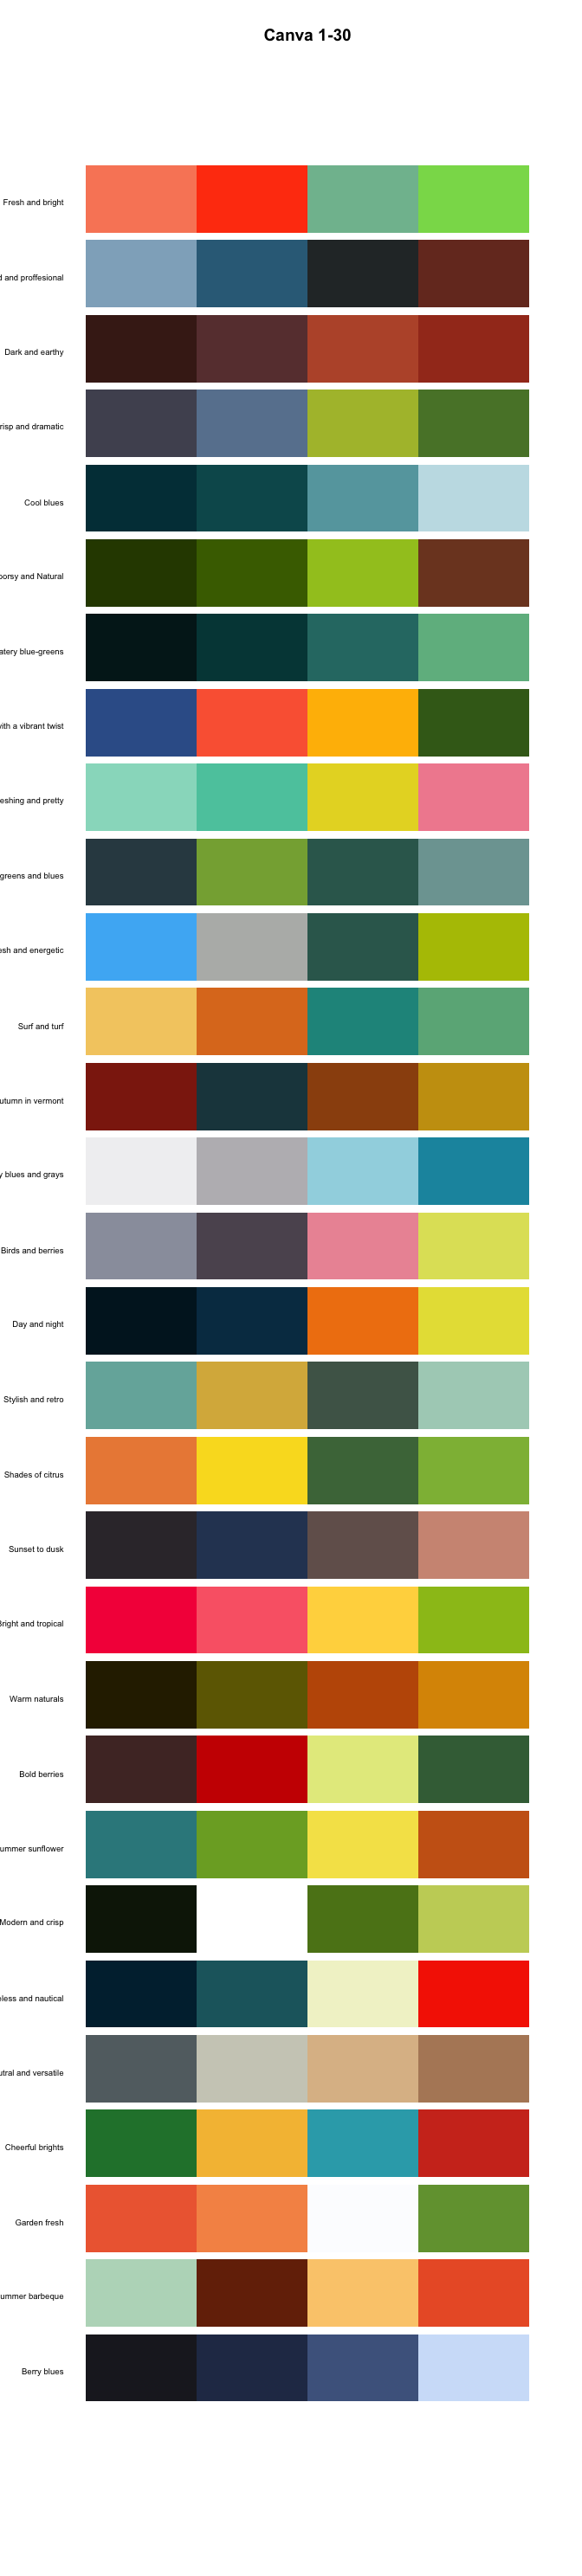 Canva 1-30
Fresh and bright
d and proffesional
Dark and earthy
risp and dramatic
Cool blues
oorsy and Natural
atery blue-greens
with a vibrant twist
eshing and pretty
greens and blues
esh and energetic
Surf and turf
utumn in vermont
y blues and grays
Birds and berries
Day and night
Stylish and retro
Shades of citrus
Sunset to dusk
Bright and tropical
Warm naturals
Bold berries
ummer sunflower
Modern and crisp
eless and nautical
utral and versatile
Cheerful brights
Garden fresh
ummer barbeque
Berry blues